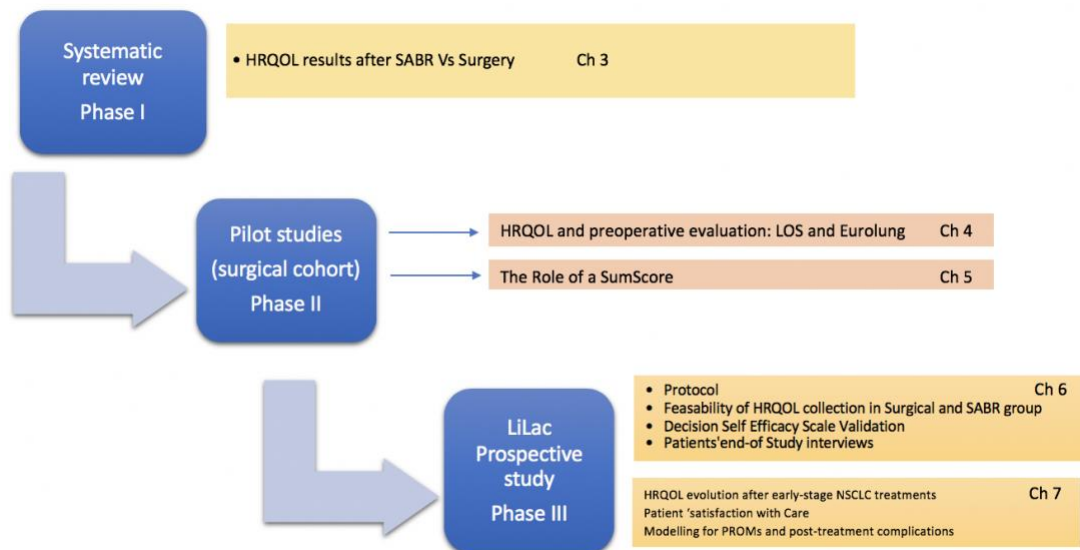 Systematic
review
Phase I
• HRQOL results after SABR Vs Surgery Ch 3
Pilot studies
(surgical cohort)
Phase II
HRQOL and preoperative evaluation: LOS and Eurolung Ch 4
The Role of a SumScore Ch 5
LiLac
Prospective
study
Phase III
• Protocol Ch 6
• Feasability of HRQOL collection in Surgical and SABR group
• Decision Self Efficacy Scale Validation
• Patients'end-of Study interviews
HRQOL evolution after early-stage NSCLC treatments Ch 7
Patient 'satisfaction with Care
Modelling for PROMs and post-treatment complications